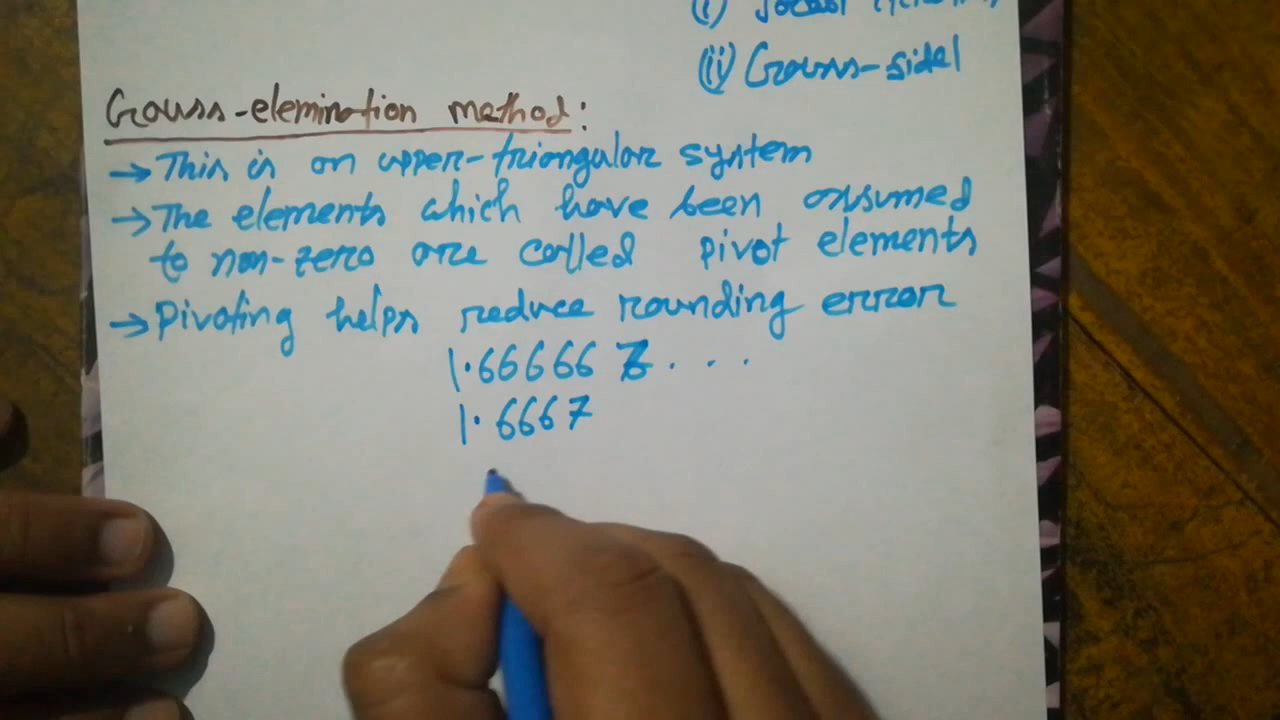 (i)
(ii) Gauss-sidel
Gauss-elemination method:
→ This is an upper-triangular system
→ The elements which have been assumed
to non-zero are called pivot elements
→ Pivoting helps reduce rounding error
1.66666 6...
1.6667